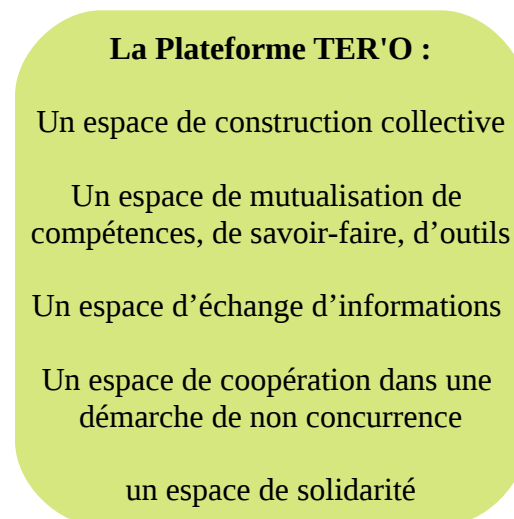 La Plateforme TER'O :
Un espace de construction collective
Un espace de mutualisation de
compétences, de savoir-faire, d’outils
Un espace d’échange d’informations
Un espace de coopération dans une
démarche de non concurrence
un espace de solidarité